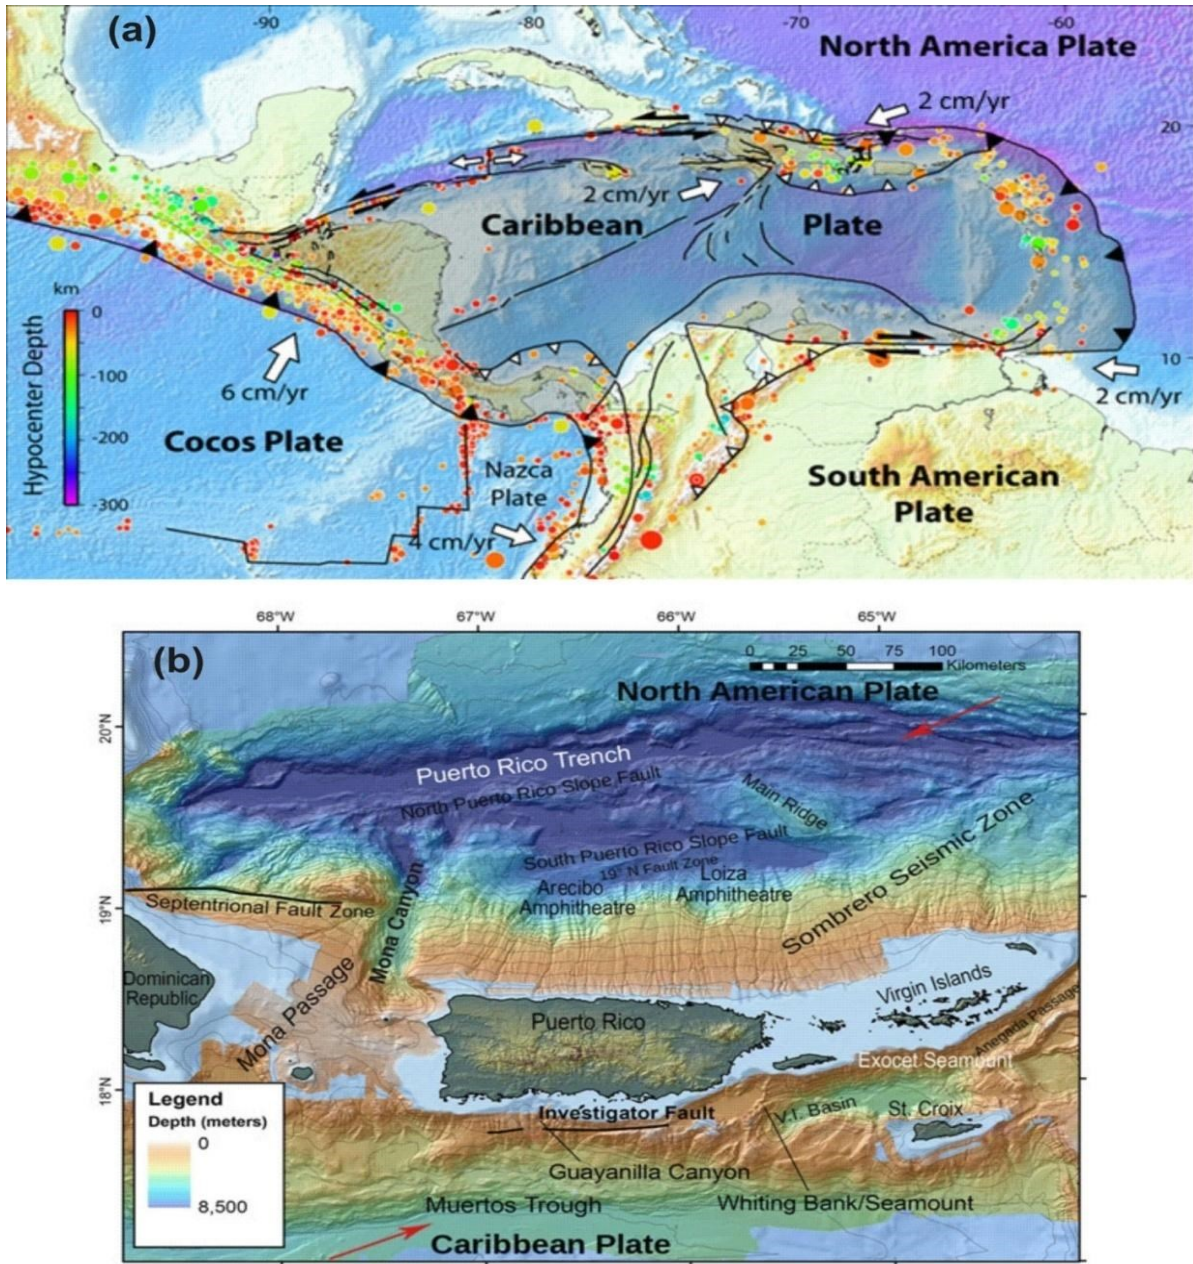 (a)
-90
-80
-70
-60
North America Plate
2 cm/yr
20
2 cm/yr
Caribbean
Plate
km
0
-100
-200
-300
Hypocenter Depth
6 cm/yr
10
2 cm/yr
Cocos Plate
Nazca
Plate
4 cm/yr
South American
Plate
68°W
67°W
66°W
65°W
(b)
0
25
50
75
100
Kilometers
North American Plate
20°N
Puerto Rico Trench
North Puerto Rico Slope Fault
Main Ridge
South Puerto Rico Slope Fault
19° N Fault Zone
Arecibo
Amphitheatre
Loiza
Amphitheatre
Sombrero Seismic Zone
19°N
Septentrional Fault Zone
Mona Canyon
Mona Passage
Dominican
Republic
Virgin Islands
Puerto Rico
Anegada Passage
Exocet Seamount
18°N
Legend
Depth (meters)
0
8,500
Investigator Fault
V.I. Basin
St. Croix
Guayanilla Canyon
Muertos Trough
Whiting Bank/Seamount
Caribbean Plate
68°W
67°W
66°W
65°W